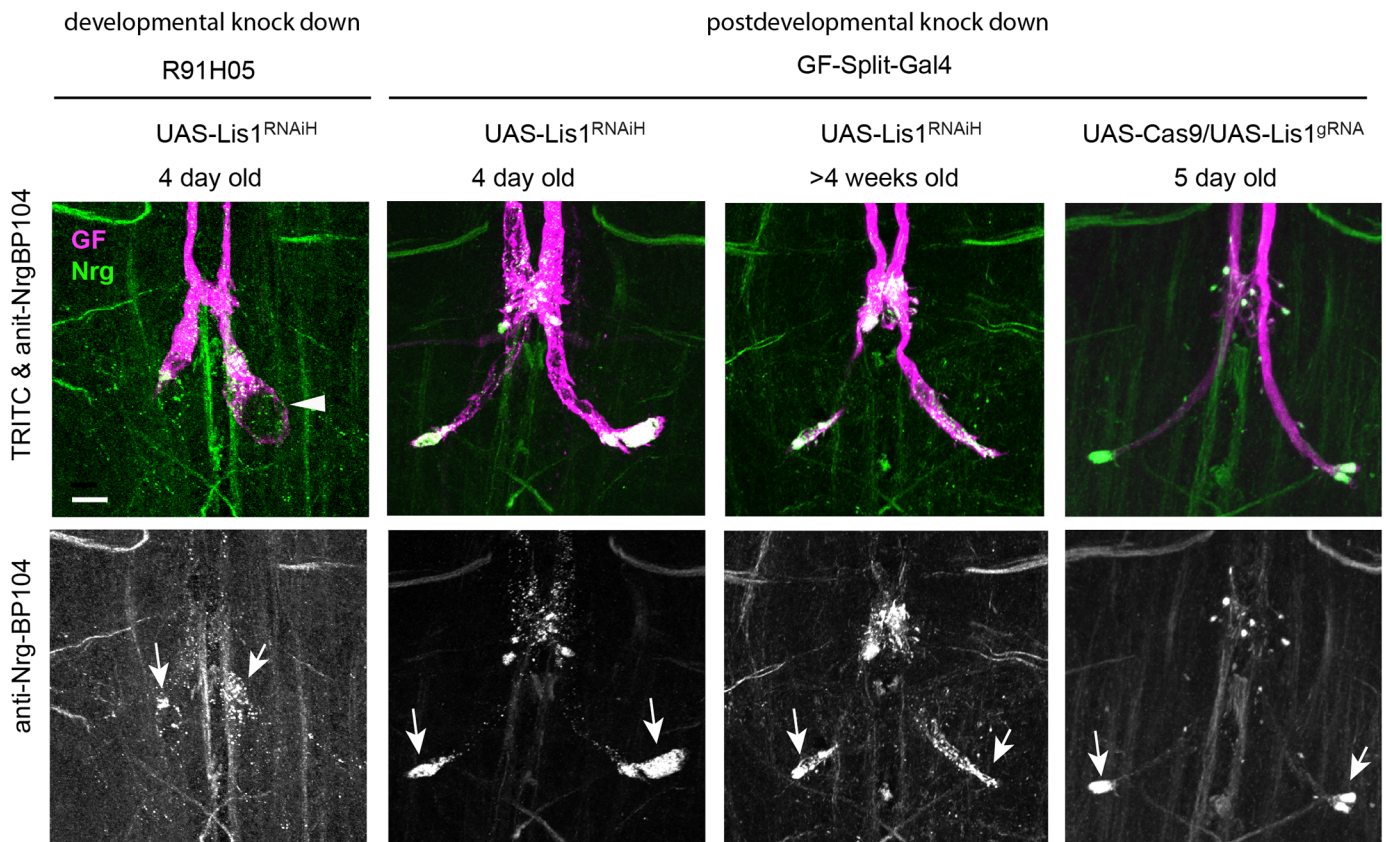 developmental knock down
postdevelopmental knock down
R91H05
GF-Split-Gal4
UAS-Lis1RNAiH
UAS-Lis1RNAiH
UAS-Lis1RNAiH
UAS-Cas9/UAS-Lis1gRNA
4 day old
4 day old
>4 weeks old
5 day old
TRITC & anit-NrgBP104
GF
Nrg
anti-Nrg-BP104